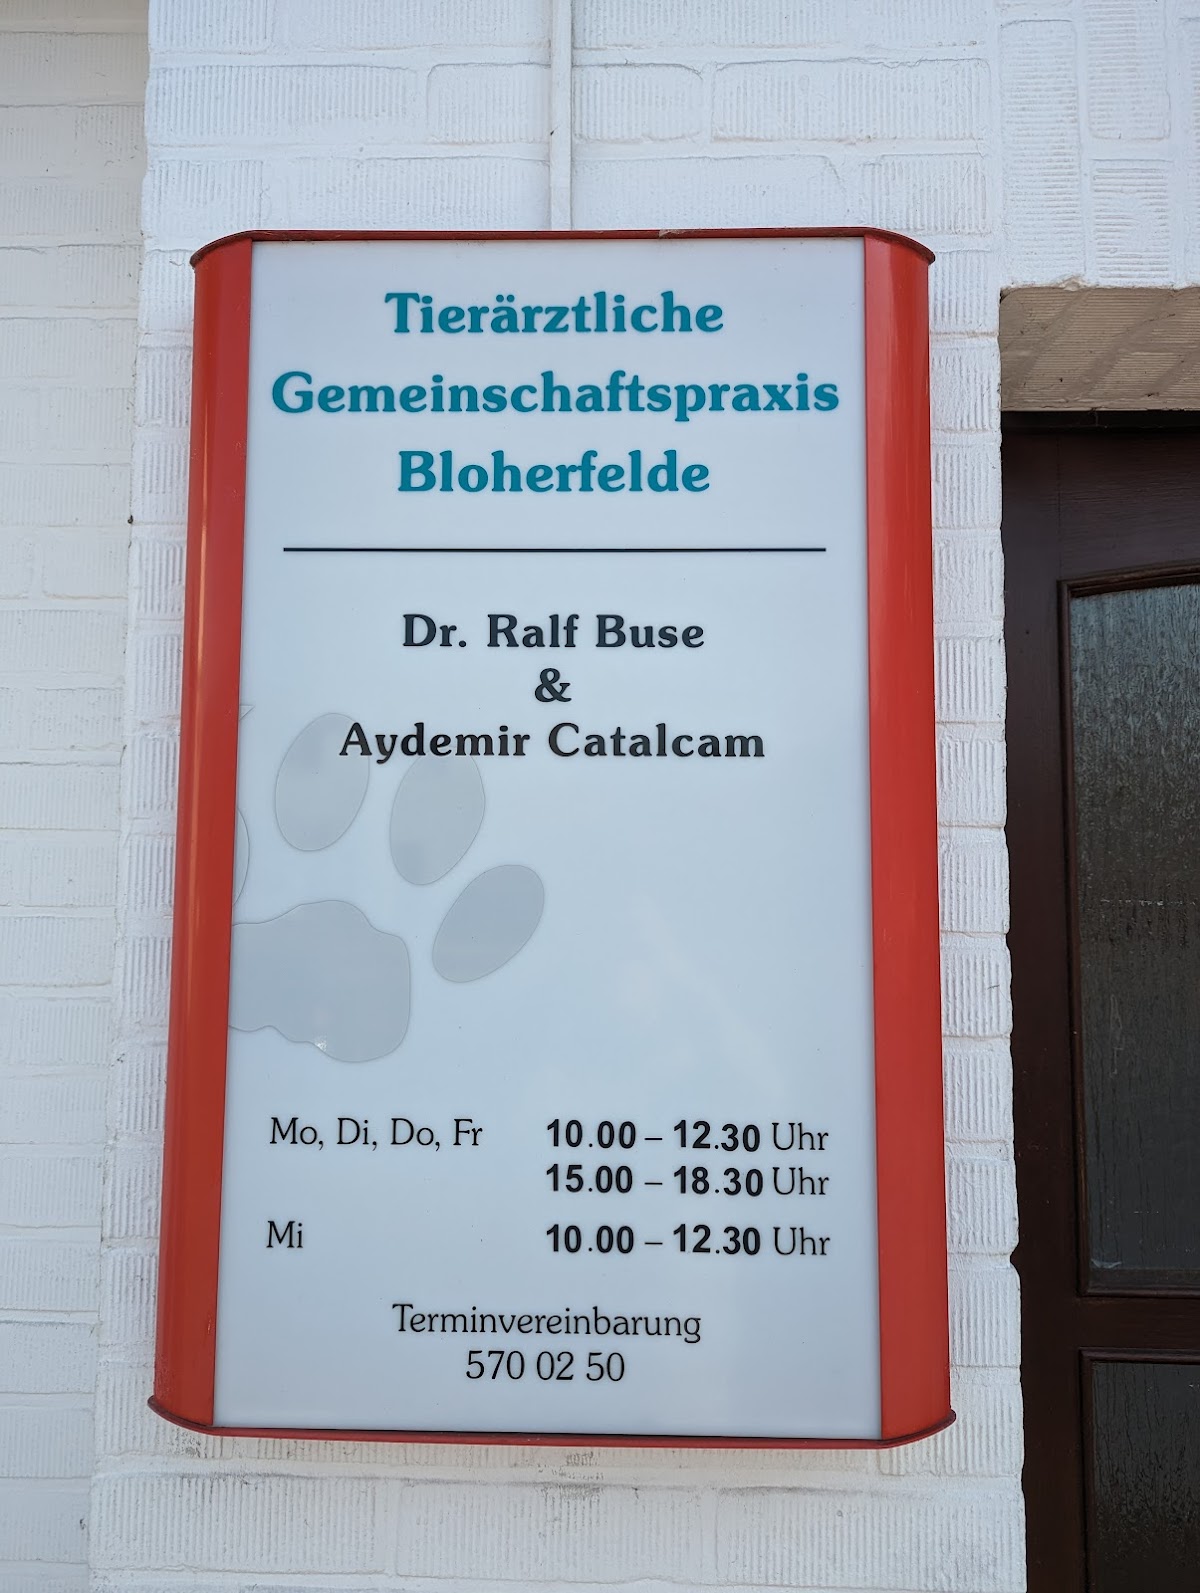 Tierärztliche
Gemeinschaftspraxis
Bloherfelde
Dr. Ralf Buse
&
Aydemir Catalcam
Mo, Di, Do, Fr 10.00 – 12.30 Uhr
15.00 – 18.30 Uhr
Mi 10.00 – 12.30 Uhr
Terminvereinbarung
570 02 50